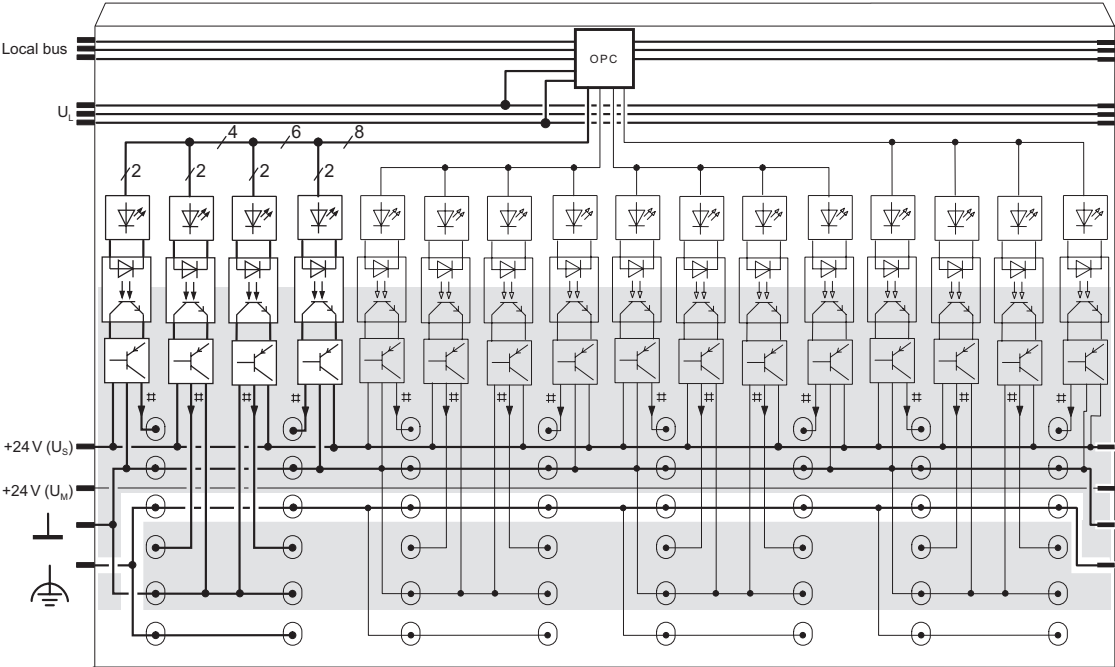 Local bus
OPC
U_L
4 6 8
2 2 2 2
# # # # # # # # # # # # # # # #
+24 V (U_S)
+24 V (U_M)